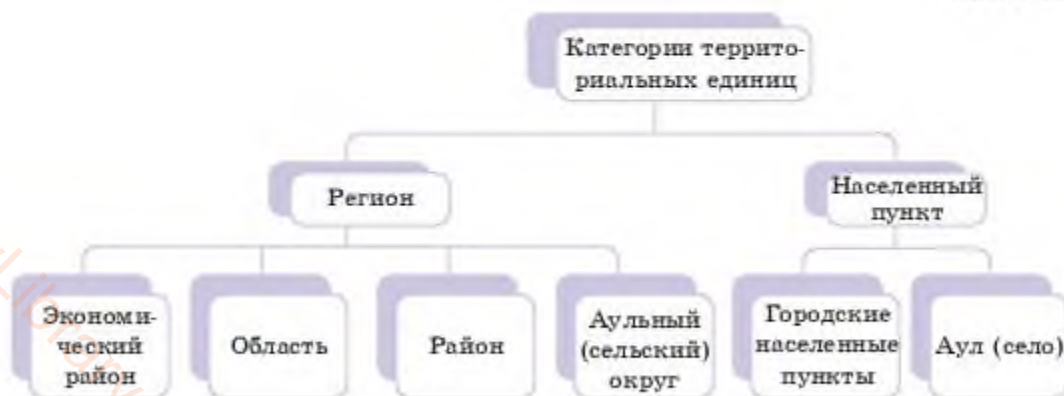 Категории террито-
риальных единиц
Регион
Населенный
пункт
Экономи-
ческий
район
Область
Район
Аульный
(сельский)
округ
Городские
населенные
пункты
Аул (село)